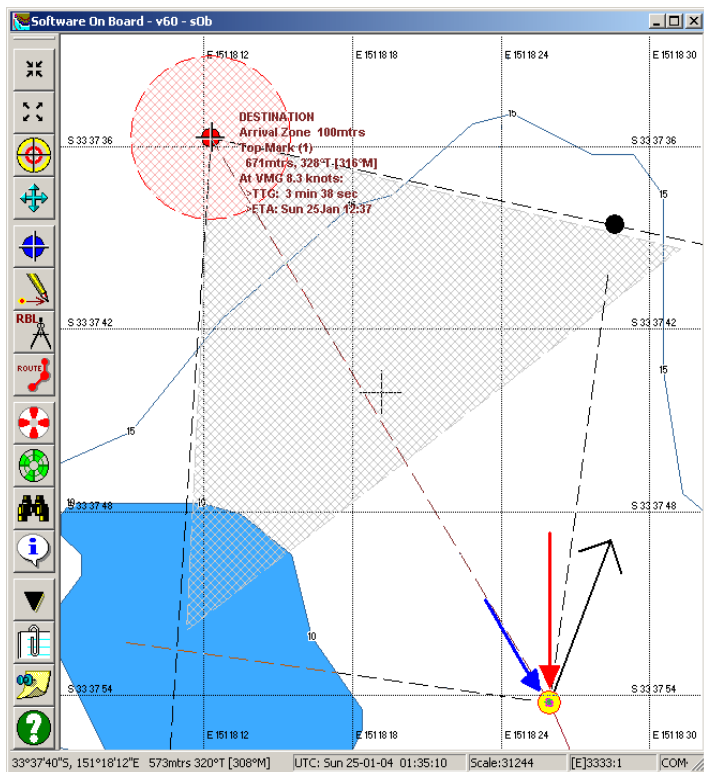 Software On Board - v60 - s0b
E 151 18 12
E 151 18 18
E 151 18 24
E 151 18 30
15
DESTINATION
Arrival Zone 100mtrs
Top-Mark (1)
671mtrs, 328°T [316°M]
At VMG 8.3 knots:
>TTG: 3 min 38 sec
>ETA: Sun 25Jan 12:37
S 33 37 36
S 33 37 36
15
15
RBL
S 33 37 42
S 33 37 42
ROUTE
15
15
10
S 33 37 48
10
S 33 37 48
10
S 33 37 54
S 33 37 54
E 151 18 12
E 151 18 18
E 151 18 24
E 151 18 30
33°37'40"S, 151°18'12"E 573mtrs 320°T [308°M]
UTC: Sun 25-01-04 01:35:10
Scale:31244
[E]3333:1
COM